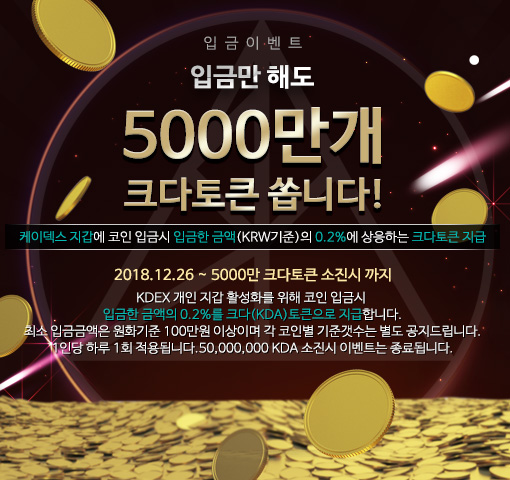 입금이벤트
입금만 해도
5000만개
크다토큰 쏩니다!
케이덱스 지갑에 코인 입금시 입금한 금액(KRW기준)의 0.2%에 상용하는 크다토큰 지급
2018.12.26 ~ 5000만 크다토큰 소진시 까지
KDEX 개인 지갑 활성화를 위해 코인 입금시
입금한 금액의 0.2%를 크다(KDA)토큰으로 지급합니다.
최소 입금금액은 원화기준 100만원 이상이며 각 코인별 기준갯수는 별도 공지드립니다.
1인당 하루 1회 적용됩니다.50,000,000 KDA 소진시 이벤트는 종료됩니다.